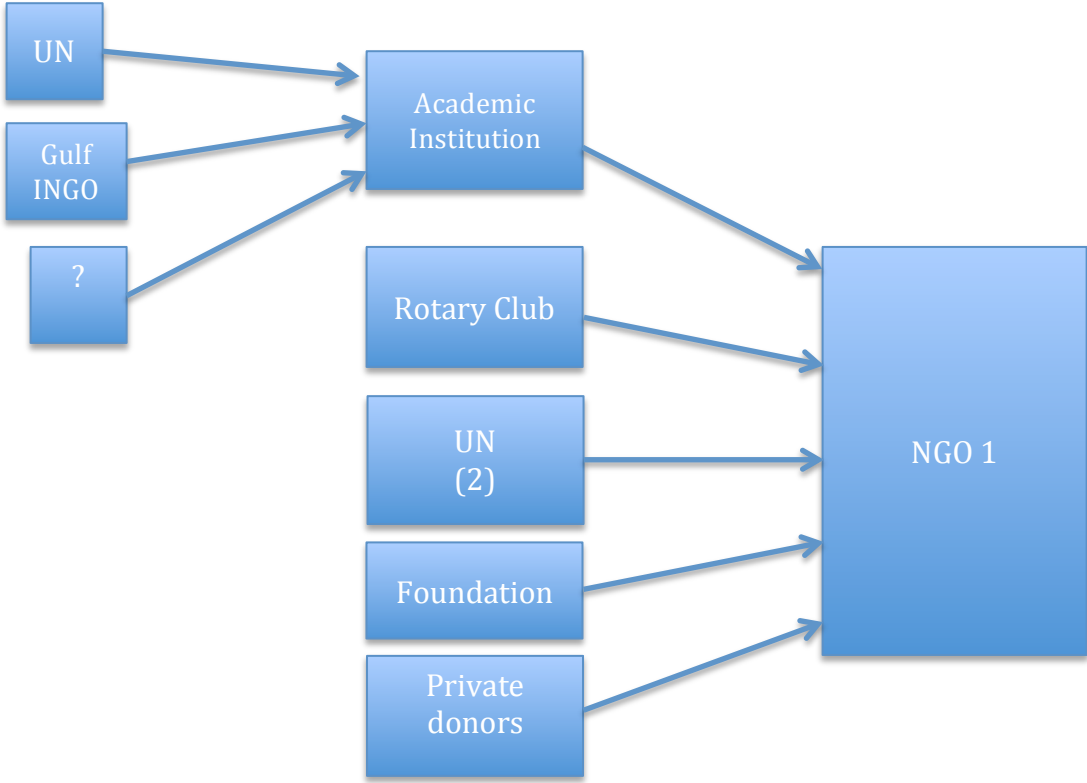 UN
Gulf
INGO
?
Academic
Institution
Rotary Club
UN
(2)
Foundation
Private
donors
NGO 1